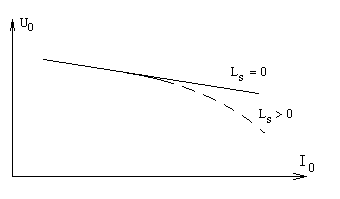 U₀
Lₛ = 0
Lₛ > 0
I₀